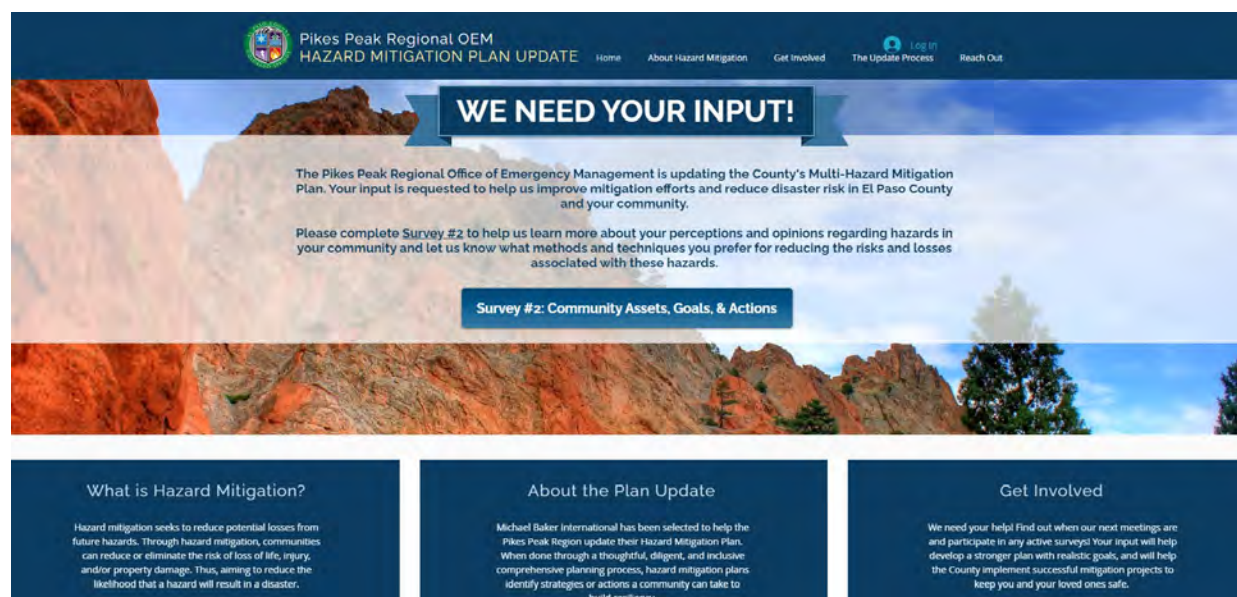 Pikes Peak Regional OEM
HAZARD MITIGATION PLAN UPDATE
Home
About Hazard Mitigation
Get Involved
The Update Process
Log In
Reach Out
WE NEED YOUR INPUT!
The Pikes Peak Regional Office of Emergency Management is updating the County's Multi-Hazard Mitigation
Plan. Your input is requested to help us improve mitigation efforts and reduce disaster risk in El Paso County
and your community.
Please complete Survey #2 to help us learn more about your perceptions and opinions regarding hazards in
your community and let us know what methods and techniques you prefer for reducing the risks and losses
associated with these hazards.
Survey #2: Community Assets, Goals, & Actions
What is Hazard Mitigation?
Hazard mitigation seeks to reduce potential losses from
future hazards. Through hazard mitigation, communities
can reduce or eliminate the risk of loss of life, injury,
and/or property damage. Thus, aiming to reduce the
likelihood that a hazard will result in a disaster.
About the Plan Update
Michael Baker International has been selected to help the
Pikes Peak Region update their Hazard Mitigation Plan.
When done through a thoughtful, diligent, and inclusive
comprehensive planning process, hazard mitigation plans
identify strategies or actions a community can take to
build resiliency.
Get Involved
We need your help! Find out when our next meetings are
and participate in any active surveys! Your input will help
develop a stronger plan with realistic goals, and will help
the County implement successful mitigation projects to
keep you and your loved ones safe.